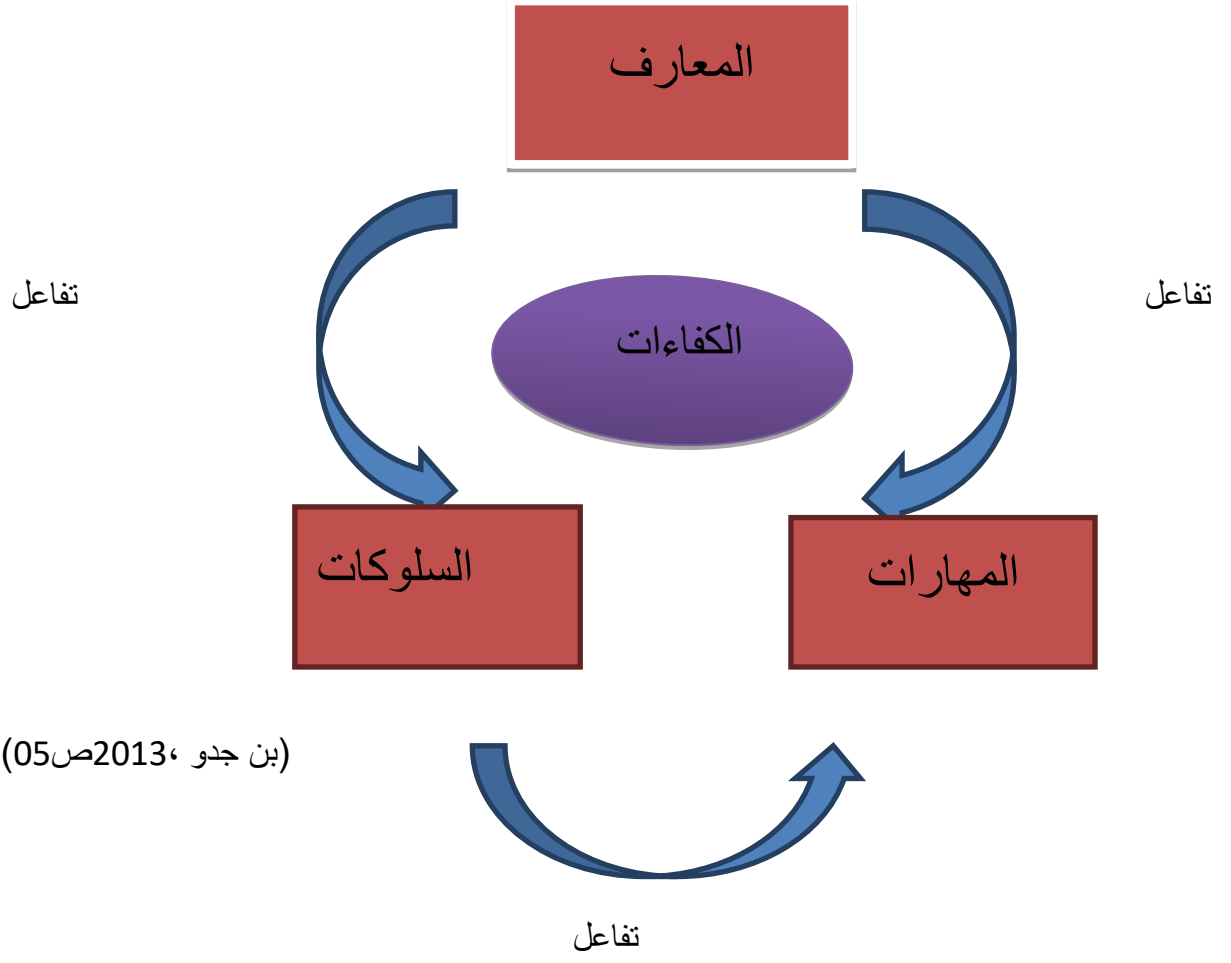 المعارف
تفاعل
تفاعل
الكفاءات
المهارات
السلوكات
(بن جدو ،2013ص05)
تفاعل